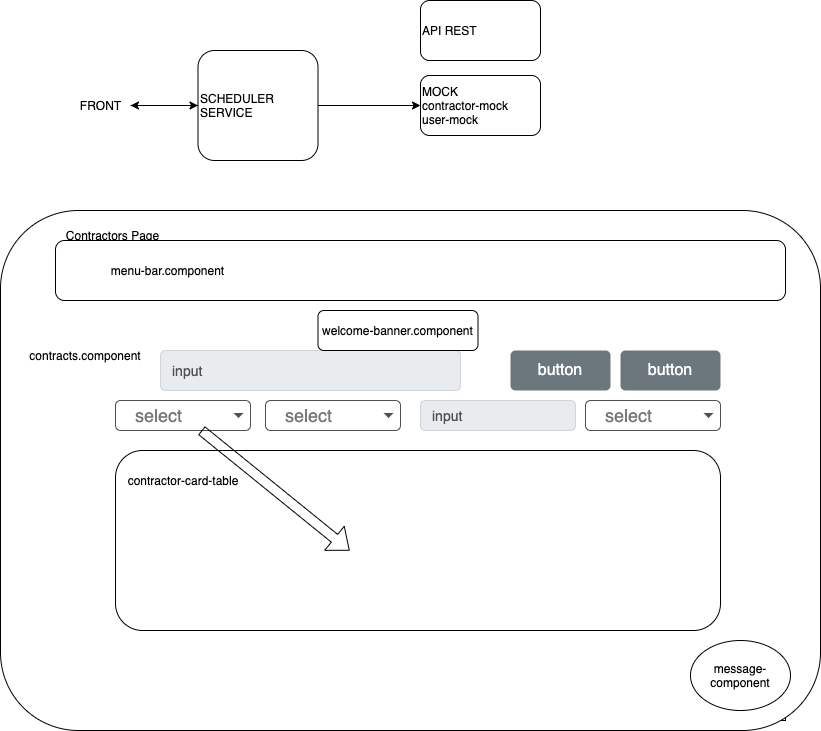 API REST
MOCK
contractor-mock
user-mock
FRONT
SCHEDULER
SERVICE
Contractors Page
menu-bar.component
welcome-banner.component
contracts.component
input
button
button
select
select
input
select
contractor-card-table
message-
component